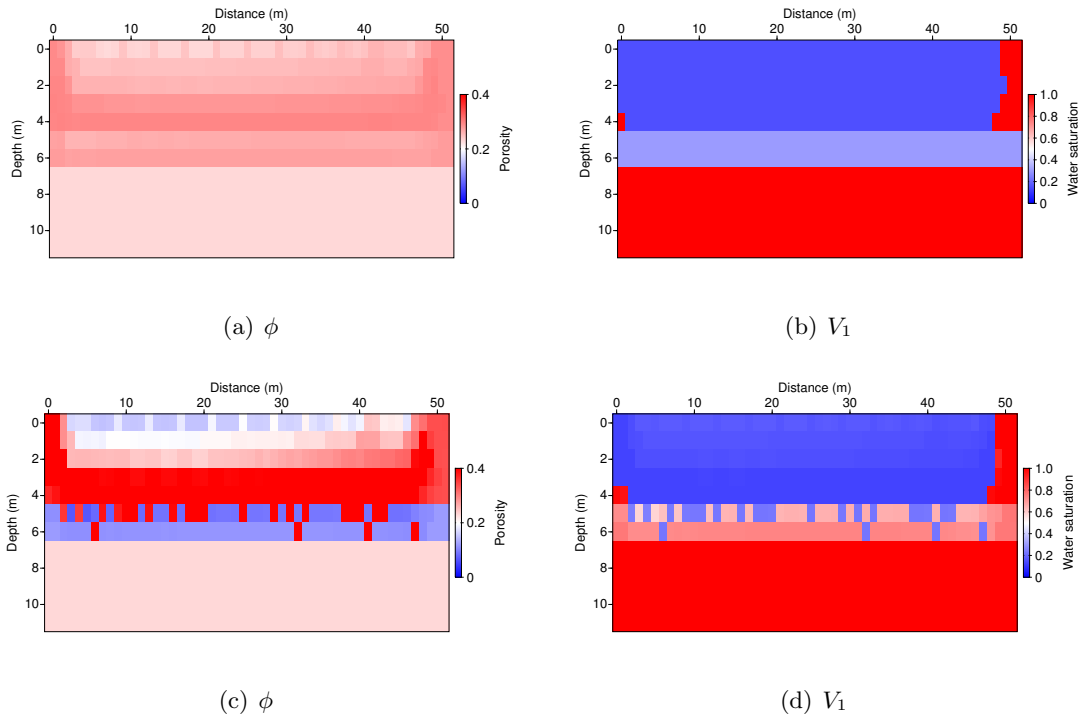 Distance (m)
0 10 20 30 40 50
0
2
4
6
8
10
Depth (m)
0.4
0.2
0
Porosity
(a) ϕ
Distance (m)
0 10 20 30 40 50
0
2
4
6
8
10
Depth (m)
1.0
0.8
0.6
0.4
0.2
0
Water saturation
(b) V₁
Distance (m)
0 10 20 30 40 50
0
2
4
6
8
10
Depth (m)
0.4
0.2
0
Porosity
(c) ϕ
Distance (m)
0 10 20 30 40 50
0
2
4
6
8
10
Depth (m)
1.0
0.8
0.6
0.4
0.2
0
Water saturation
(d) V₁